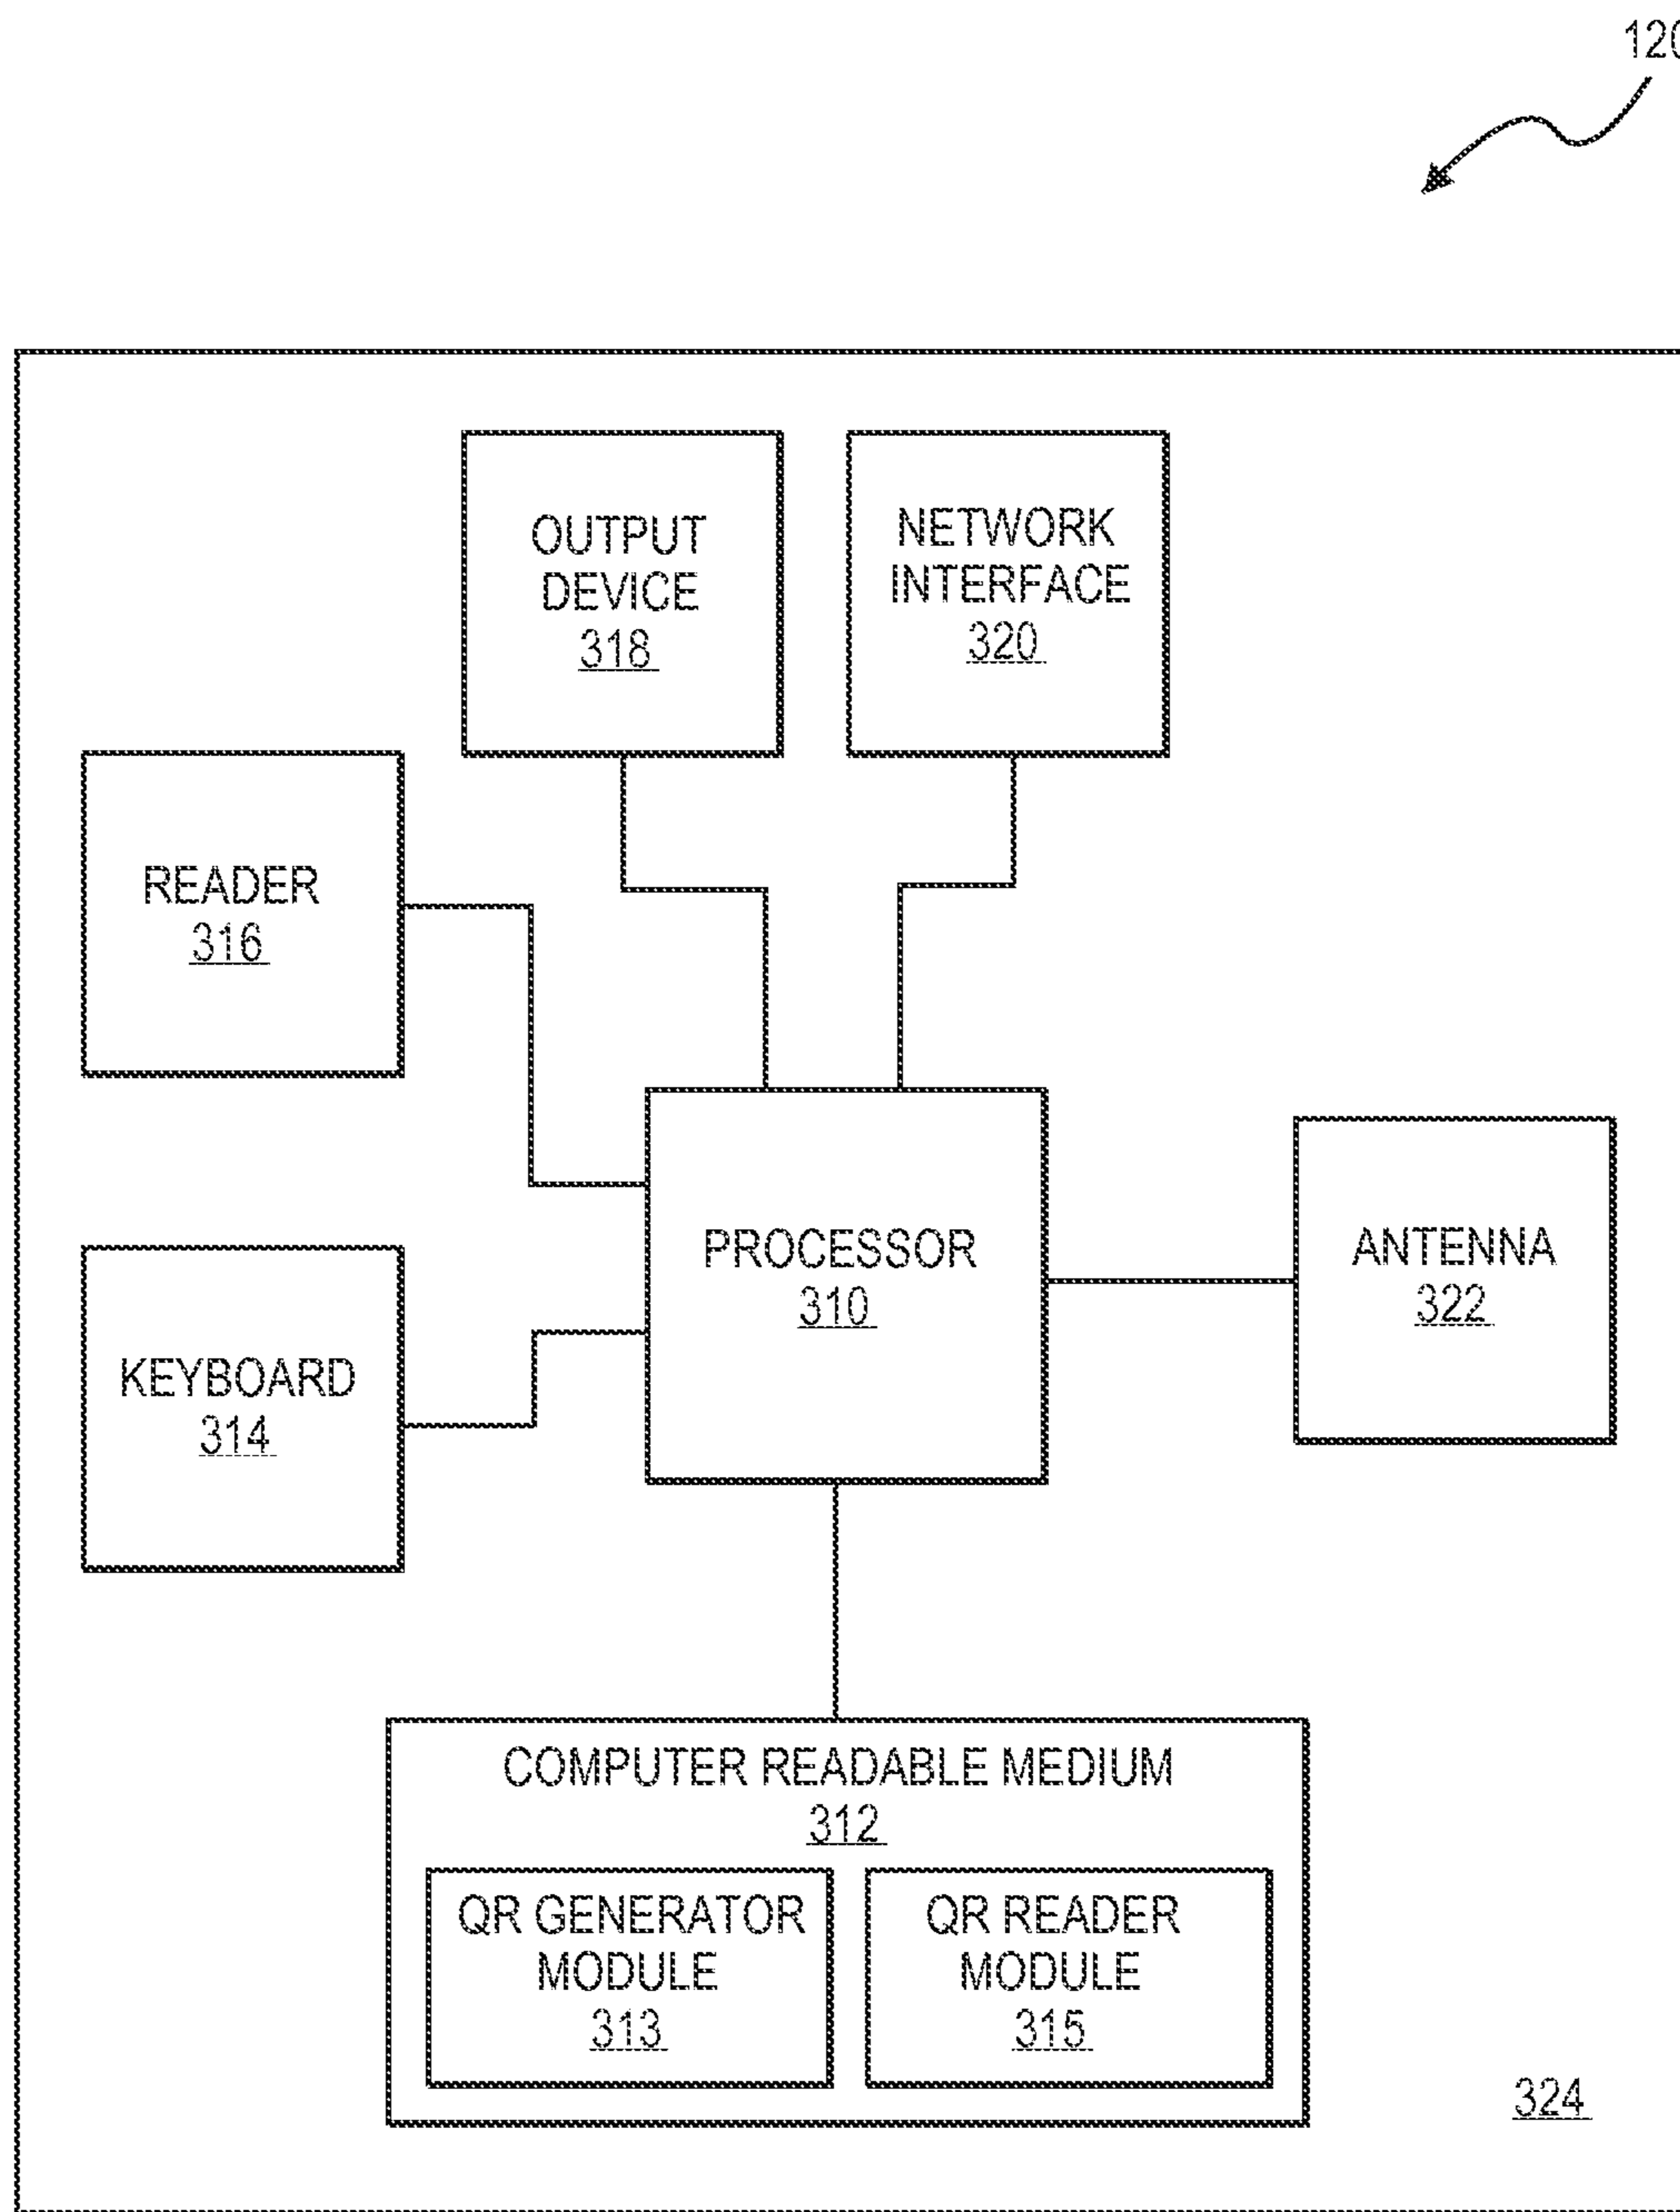 120
OUTPUT
DEVICE
318
NETWORK
INTERFACE
320
READER
316
PROCESSOR
310
ANTENNA
322
KEYBOARD
314
COMPUTER READABLE MEDIUM
312
QR GENERATOR
MODULE
313
QR READER
MODULE
315
324